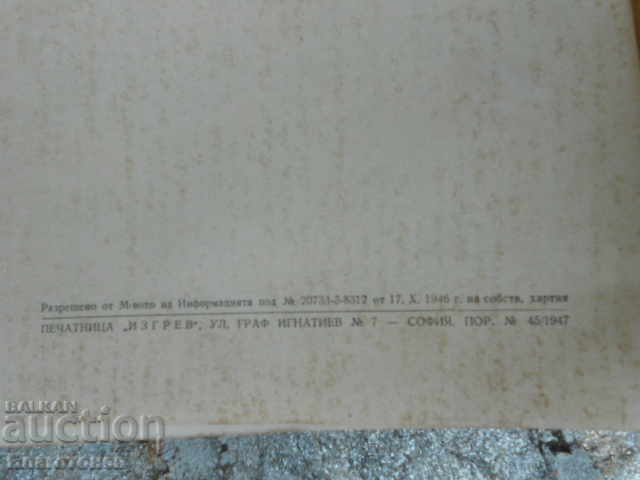 Разрешено от М-вото на Информацията под № 20733-3-8312 от 17. X. 1946 г. на собств. хартия
ПЕЧАТНИЦА „ИЗГРЕВ“, УЛ. ГРАФ ИГНАТИЕВ № 7 — СОФИЯ, ПОР. № 45/1947
BALKAN
auction